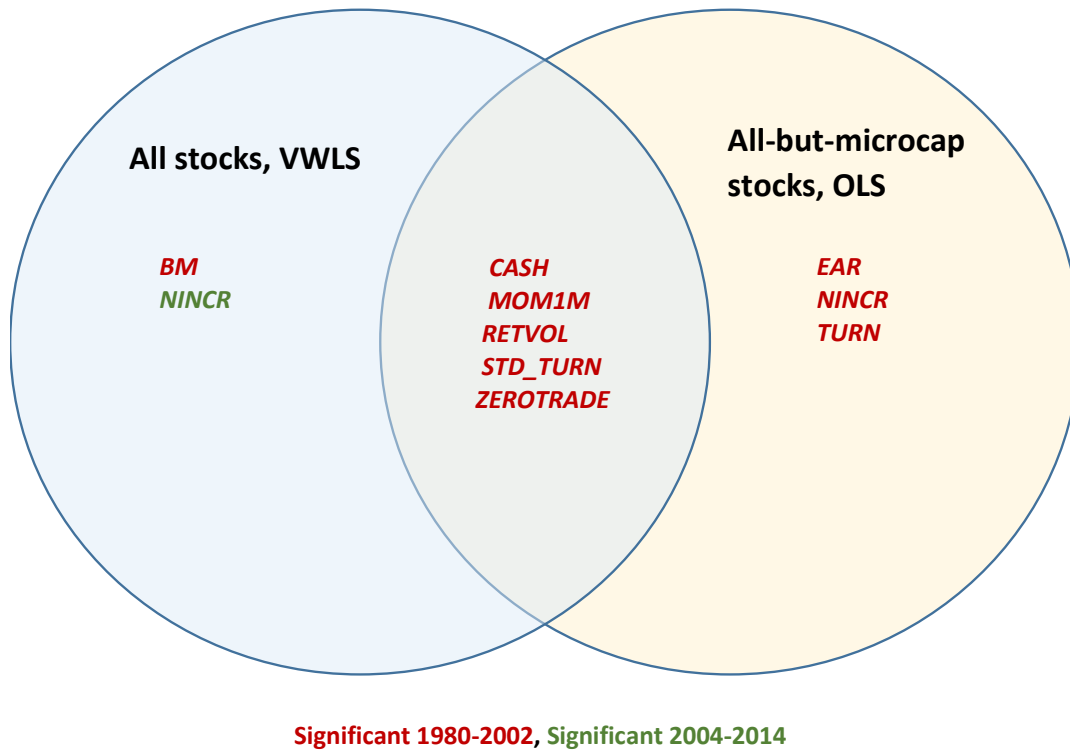 All stocks, VWLS
BM
NINCR
CASH
MOM1M
RETVOL
STD_TURN
ZEROTRADE
All-but-microcap
stocks, OLS
EAR
NINCR
TURN
Significant 1980-2002, Significant 2004-2014